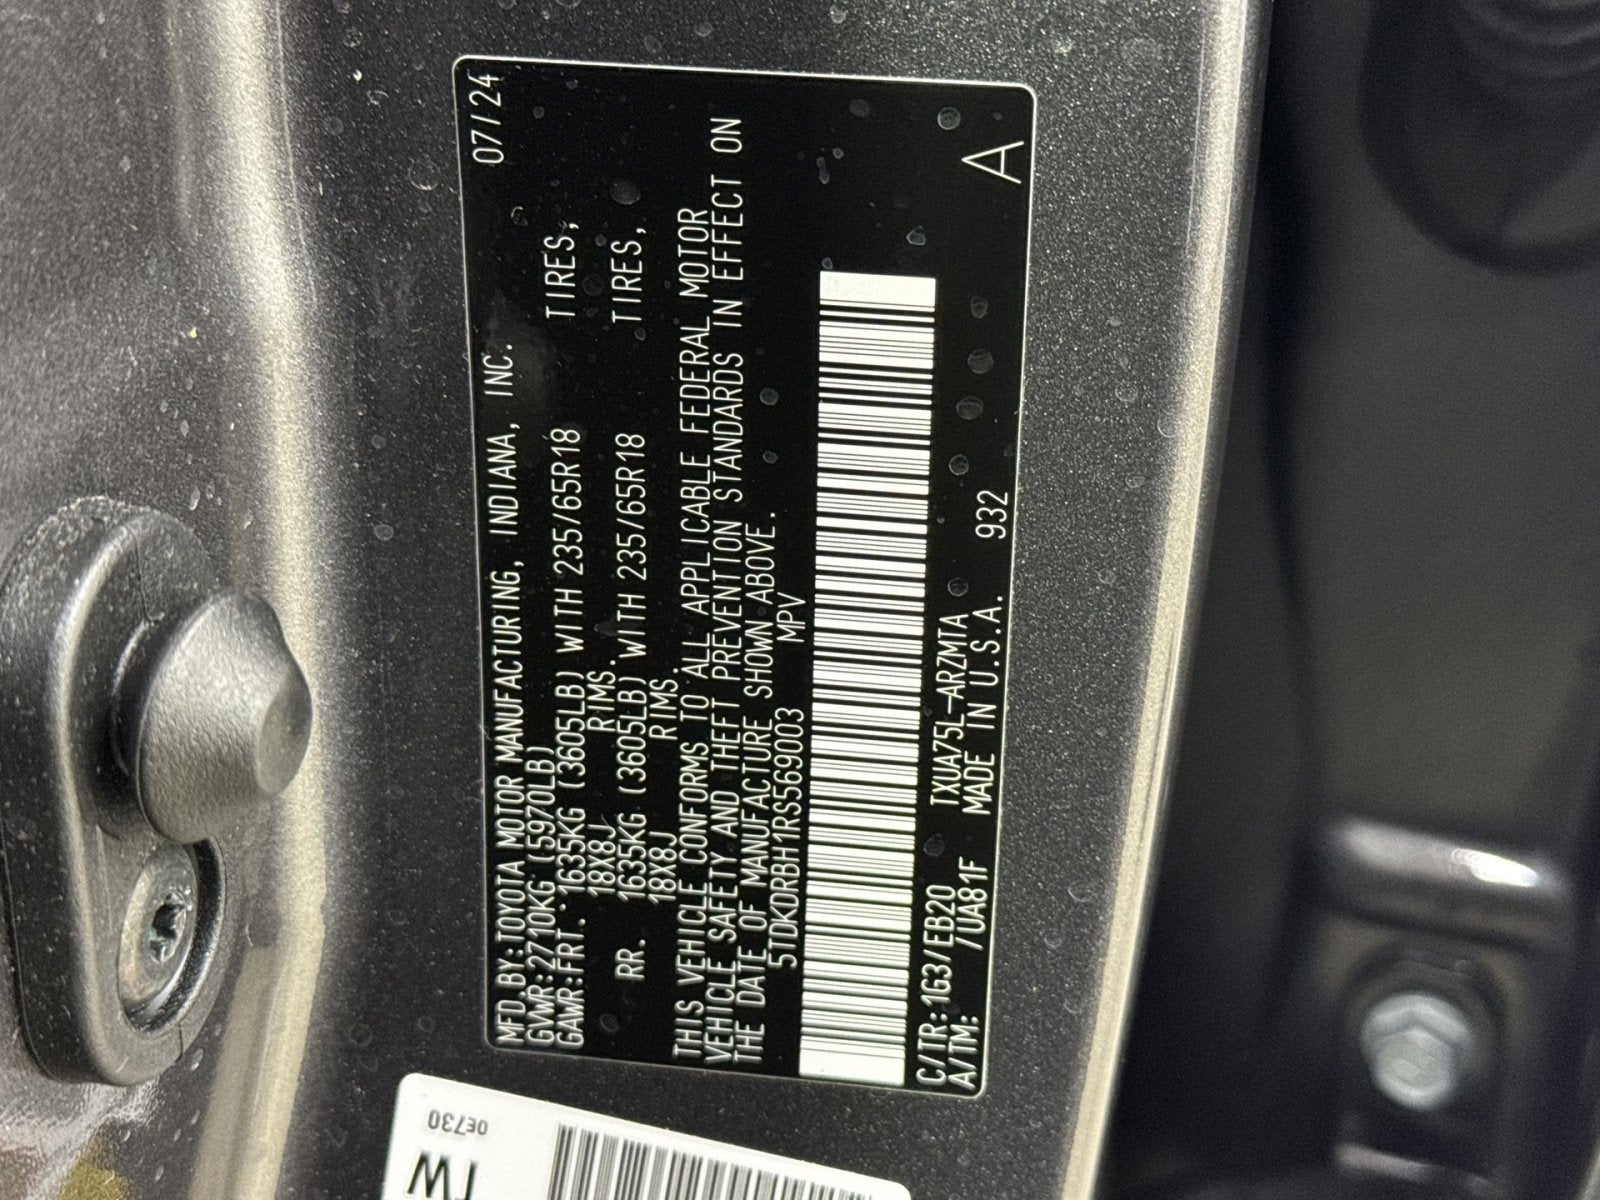 07/24
MFD.BY:TOYOTA MOTOR MANUFACTURING, INDIANA, INC.
GVWR:2710KG (5970LB)
GAWR:FRT. 1635KG (3605LB) WITH 235/65R18 TIRES,
18X8J RIMS.
RR. 1635KG (3605LB) WITH 235/65R18 TIRES,
18X8J RIMS.
THIS VEHICLE CONFORMS TO ALL APPLICABLE FEDERAL MOTOR
VEHICLE SAFETY AND THEFT PREVENTION STANDARDS IN EFFECT ON
THE DATE OF MANUFACTURE SHOWN ABOVE.
5TDKDRBH1RS569003 MPV
C/TR:1G3/EB20 TXUA75L-ARZMTA
A/TM: /UA81F MADE IN U.S.A. 932
A
0E730
TW